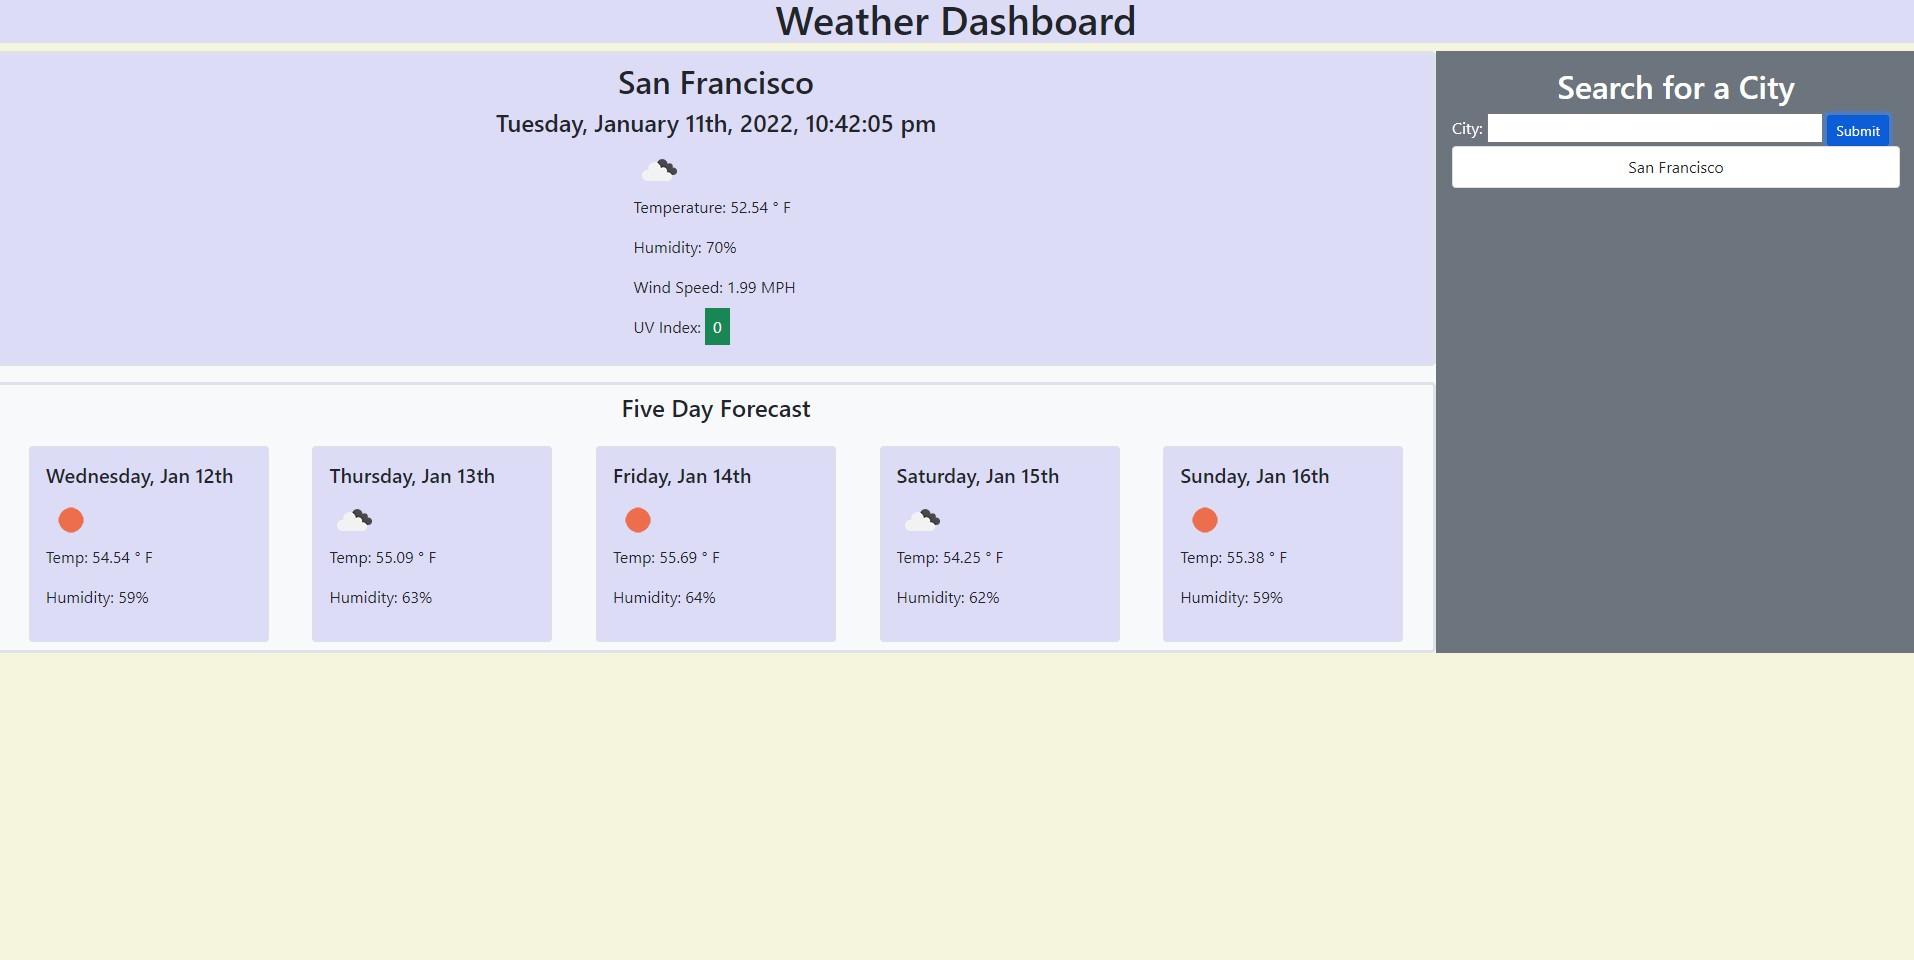 Weather Dashboard
San Francisco
Tuesday, January 11th, 2022, 10:42:05 pm
Temperature: 52.54 ° F
Humidity: 70%
Wind Speed: 1.99 MPH
UV Index: 0
Five Day Forecast
Wednesday, Jan 12th
Temp: 54.54 ° F
Humidity: 59%
Thursday, Jan 13th
Temp: 55.09 ° F
Humidity: 63%
Friday, Jan 14th
Temp: 55.69 ° F
Humidity: 64%
Saturday, Jan 15th
Temp: 54.25 ° F
Humidity: 62%
Sunday, Jan 16th
Temp: 55.38 ° F
Humidity: 59%
Search for a City
City: Submit
San Francisco